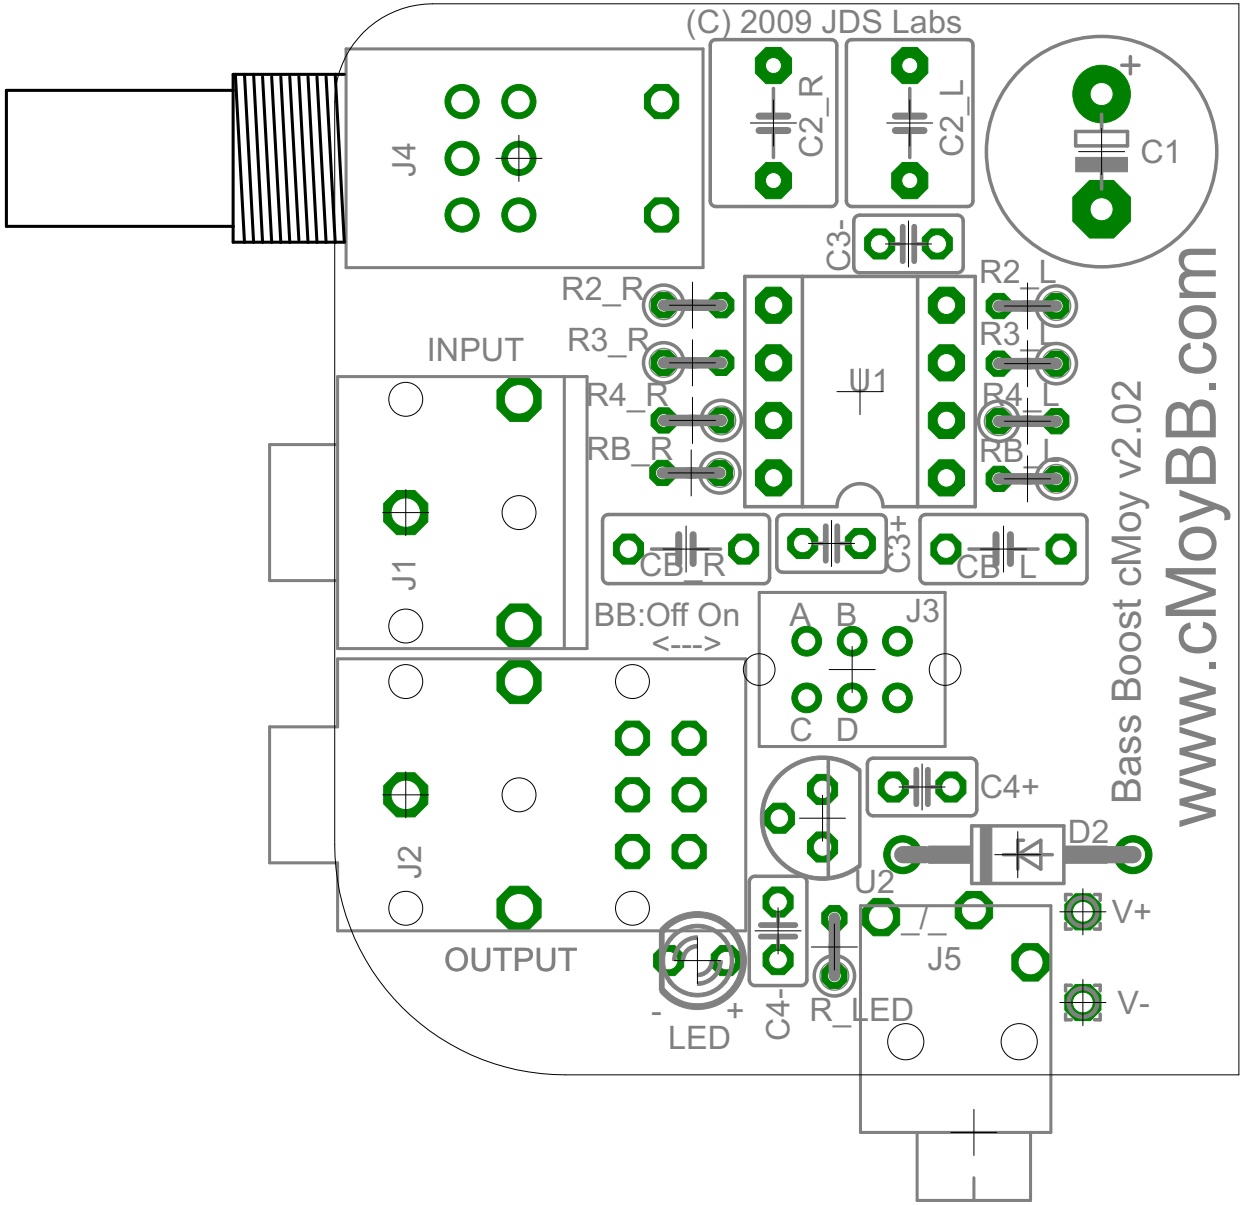 (C) 2009 JDS Labs
J4
C2_R
C2_L
+
C1
C3-
R2_R
R2_L
R3_R
R3_L
INPUT
U1
R4_R
R4_L
RB_R
RB_L
J1
CB_R
C3+
CB_L
BB:Off On
<--->
A B J3
C D
Bass Boost cMoy v2.02
www.cMoyBB.com
C4+
J2
D2
U2
_/_
J5
V+
V-
OUTPUT
- +
LED
C4-
R_LED